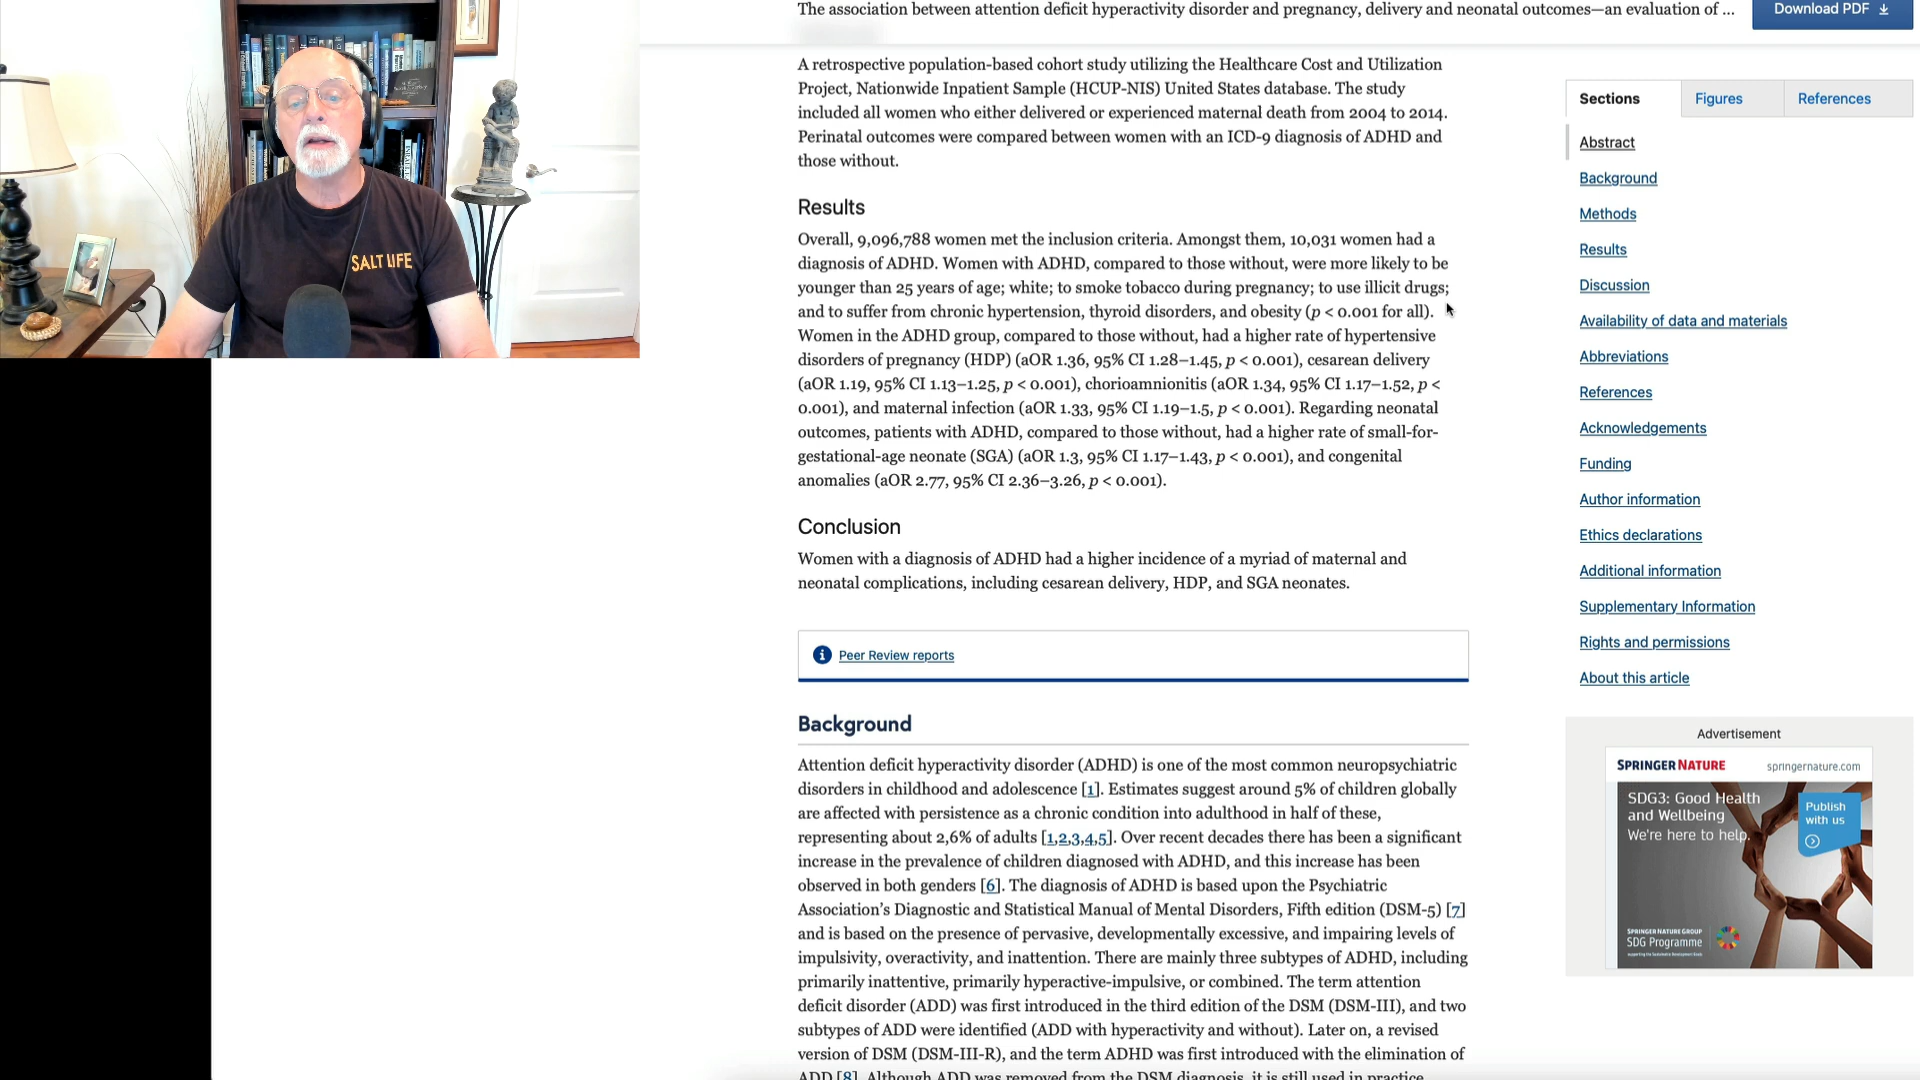 The association between attention deficit hyperactivity disorder and pregnancy, delivery and neonatal outcomes—an evaluation of ...
Download PDF
A retrospective population-based cohort study utilizing the Healthcare Cost and Utilization
Project, Nationwide Inpatient Sample (HCUP-NIS) United States database. The study
included all women who either delivered or experienced maternal death from 2004 to 2014.
Perinatal outcomes were compared between women with an ICD-9 diagnosis of ADHD and
those without.
Results
Overall, 9,096,788 women met the inclusion criteria. Amongst them, 10,031 women had a
diagnosis of ADHD. Women with ADHD, compared to those without, were more likely to be
younger than 25 years of age; white; to smoke tobacco during pregnancy; to use illicit drugs;
and to suffer from chronic hypertension, thyroid disorders, and obesity (p < 0.001 for all).
Women in the ADHD group, compared to those without, had a higher rate of hypertensive
disorders of pregnancy (HDP) (aOR 1.36, 95% CI 1.28–1.45, p < 0.001), cesarean delivery
(aOR 1.19, 95% CI 1.13–1.25, p < 0.001), chorioamnionitis (aOR 1.34, 95% CI 1.17–1.52, p <
0.001), and maternal infection (aOR 1.33, 95% CI 1.19–1.5, p < 0.001). Regarding neonatal
outcomes, patients with ADHD, compared to those without, had a higher rate of small-for-
gestational-age neonate (SGA) (aOR 1.3, 95% CI 1.17–1.43, p < 0.001), and congenital
anomalies (aOR 2.77, 95% CI 2.36–3.26, p < 0.001).
Conclusion
Women with a diagnosis of ADHD had a higher incidence of a myriad of maternal and
neonatal complications, including cesarean delivery, HDP, and SGA neonates.
Peer Review reports
Background
Attention deficit hyperactivity disorder (ADHD) is one of the most common neuropsychiatric
disorders in childhood and adolescence [1]. Estimates suggest around 5% of children globally
are affected with persistence as a chronic condition into adulthood in half of these,
representing about 2,6% of adults [1,2,3,4,5]. Over recent decades there has been a significant
increase in the prevalence of children diagnosed with ADHD, and this increase has been
observed in both genders [6]. The diagnosis of ADHD is based upon the Psychiatric
Association's Diagnostic and Statistical Manual of Mental Disorders, Fifth edition (DSM-5) [7]
and is based on the presence of pervasive, developmentally excessive, and impairing levels of
impulsivity, overactivity, and inattention. There are mainly three subtypes of ADHD, including
primarily inattentive, primarily hyperactive-impulsive, or combined. The term attention
deficit disorder (ADD) was first introduced in the third edition of the DSM (DSM-III), and two
subtypes of ADD were identified (ADD with hyperactivity and without). Later on, a revised
version of DSM (DSM-III-R), and the term ADHD was first introduced with the elimination of
ADD [8]. Although ADD was removed from the DSM diagnosis, it is still used in practice
Sections
Figures
References
Abstract
Background
Methods
Results
Discussion
Availability of data and materials
Abbreviations
References
Acknowledgements
Funding
Author information
Ethics declarations
Additional information
Supplementary Information
Rights and permissions
About this article
Advertisement
SPRINGER NATURE
springernature.com
SDG3: Good Health
and Wellbeing
We're here to help.
Publish
with us
SPRINGER NATURE GROUP
SDG Programme
SALT LIFE